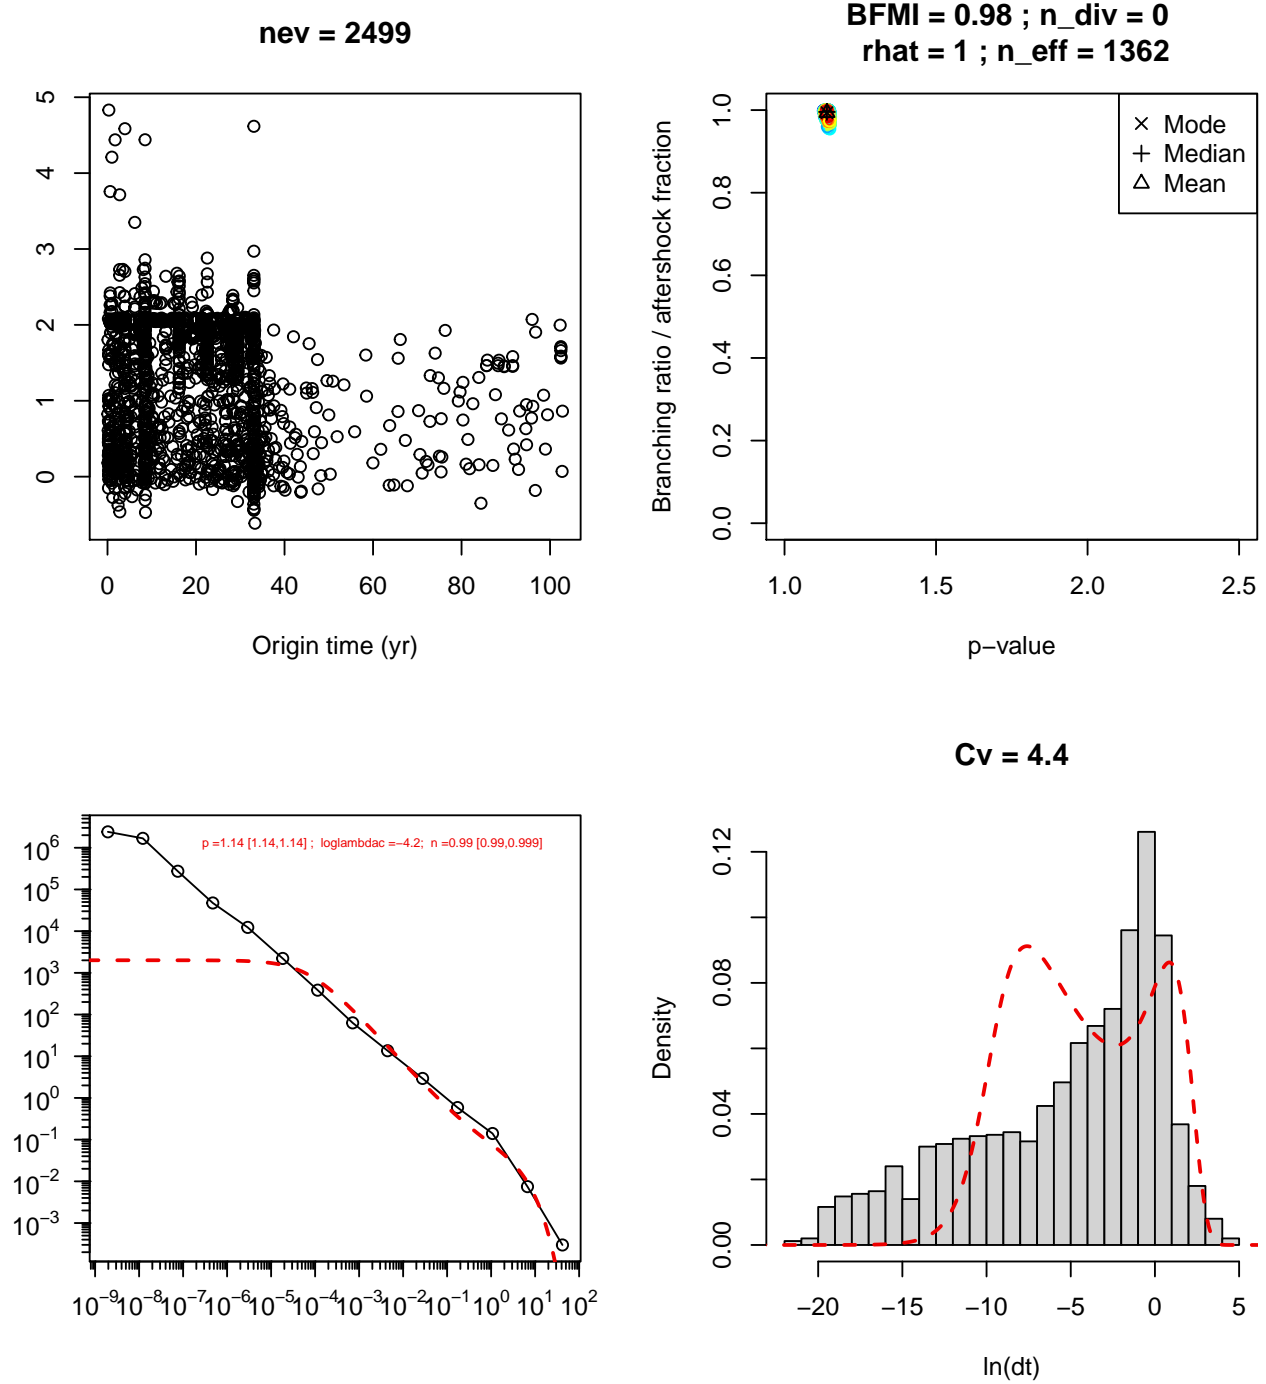 nev = 2499
5
4
3
2
1
0
0 20 40 60 80 100
Origin time (yr)
BFMI = 0.98 ; n_div = 0
rhat = 1 ; n_eff = 1362
Branching ratio / aftershock fraction
1.0
0.8
0.6
0.4
0.2
0.0
Mode
Median
Mean
1.0 1.5 2.0 2.5
p−value
p =1.14 [1.14,1.14] ; loglambdac =−4.2; n =0.99 [0.99,0.999]
10^6
10^5
10^4
10^3
10^2
10^1
10^0
10^−1
10^−2
10^−3
10^−9 10^−8 10^−7 10^−6 10^−5 10^−4 10^−3 10^−2 10^−1 10^0 10^1 10^2
Cv = 4.4
Density
0.12
0.08
0.04
0.00
−20 −15 −10 −5 0 5
ln(dt)